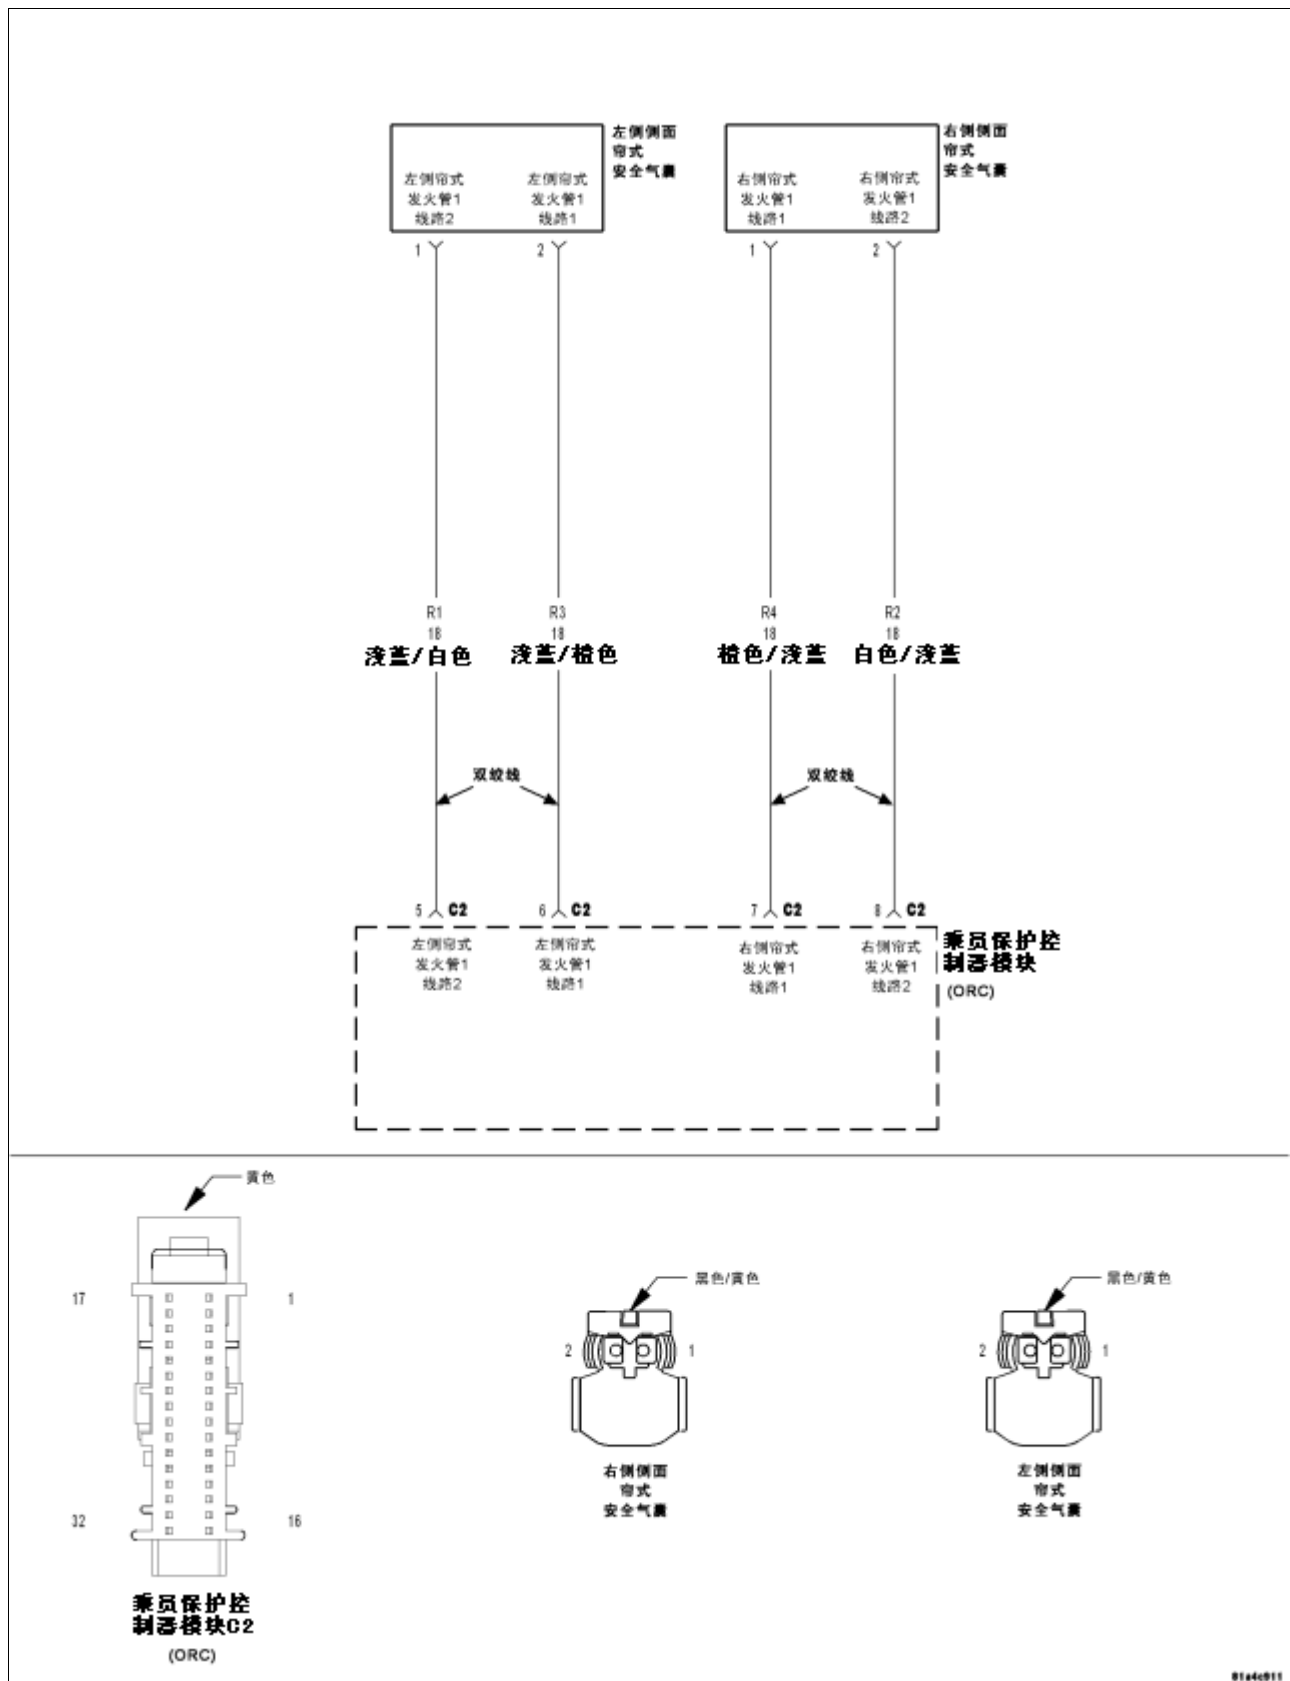 左侧侧面
帘式
安全气囊
右侧侧面
帘式
安全气囊
左侧帘式
发火管1
线路2
左侧帘式
发火管1
线路1
右侧帘式
发火管1
线路1
右侧帘式
发火管1
线路2
1
2
1
2
R1
18
浅蓝/白色
R3
18
浅蓝/橙色
R4
18
橙色/浅蓝
R2
18
白色/浅蓝
双绞线
双绞线
5 C2
6 C2
7 C2
8 C2
左侧帘式
发火管1
线路2
左侧帘式
发火管1
线路1
右侧帘式
发火管1
线路1
右侧帘式
发火管1
线路2
乘员保护控
制器模块
(ORC)
黄色
17
1
32
16
乘员保护控
制器模块C2
(ORC)
黑色/黄色
2
1
右侧侧面
帘式
安全气囊
黑色/黄色
2
1
左侧侧面
帘式
安全气囊
81a4c911